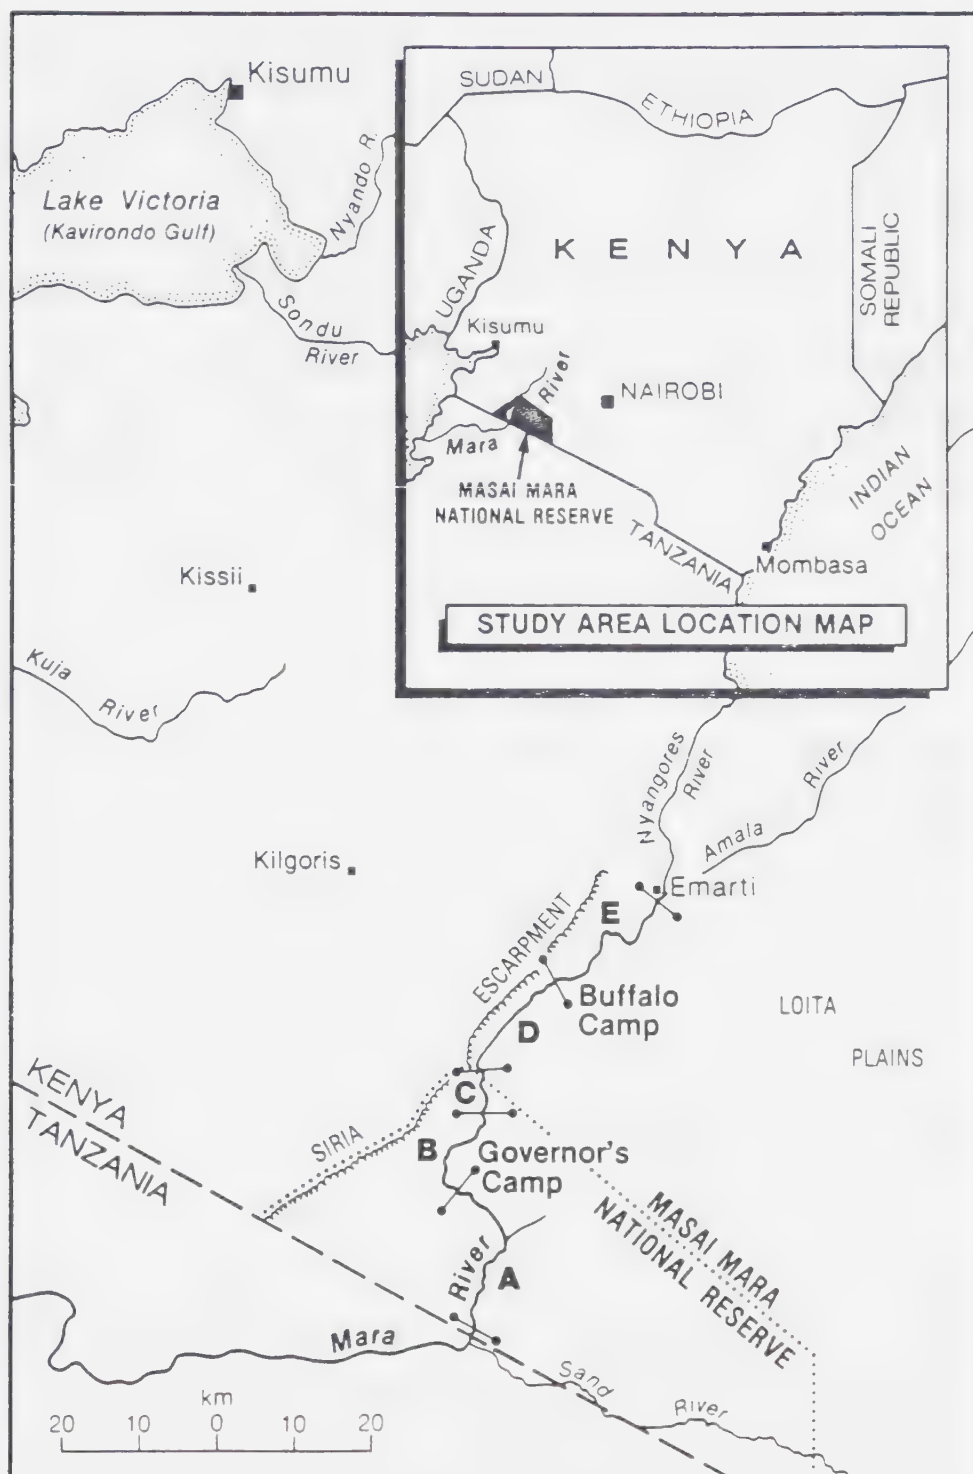 Kisumu
Lake Victoria
(Kavirondo Gulf)
Nyando R.
Sondu
River
SUDAN
ETHIOPIA
UGANDA
KENYA
SOMALI
REPUBLIC
Kisumu
River
NAIROBI
Mara
MASAI MARA
NATIONAL RESERVE
TANZANIA
INDIAN
OCEAN
Mombasa
STUDY AREA LOCATION MAP
Kissii
Kuja
River
Nyangores
River
Amala
River
Kilgoris
Emarti
E
ESCARPMENT
Buffalo
Camp
D
LOITA
PLAINS
KENYA
TANZANIA
C
SIRIA
B
Governor's
Camp
MASAI MARA
NATIONAL RESERVE
River
A
Mara
Sand
River
km
20 10 0 10 20